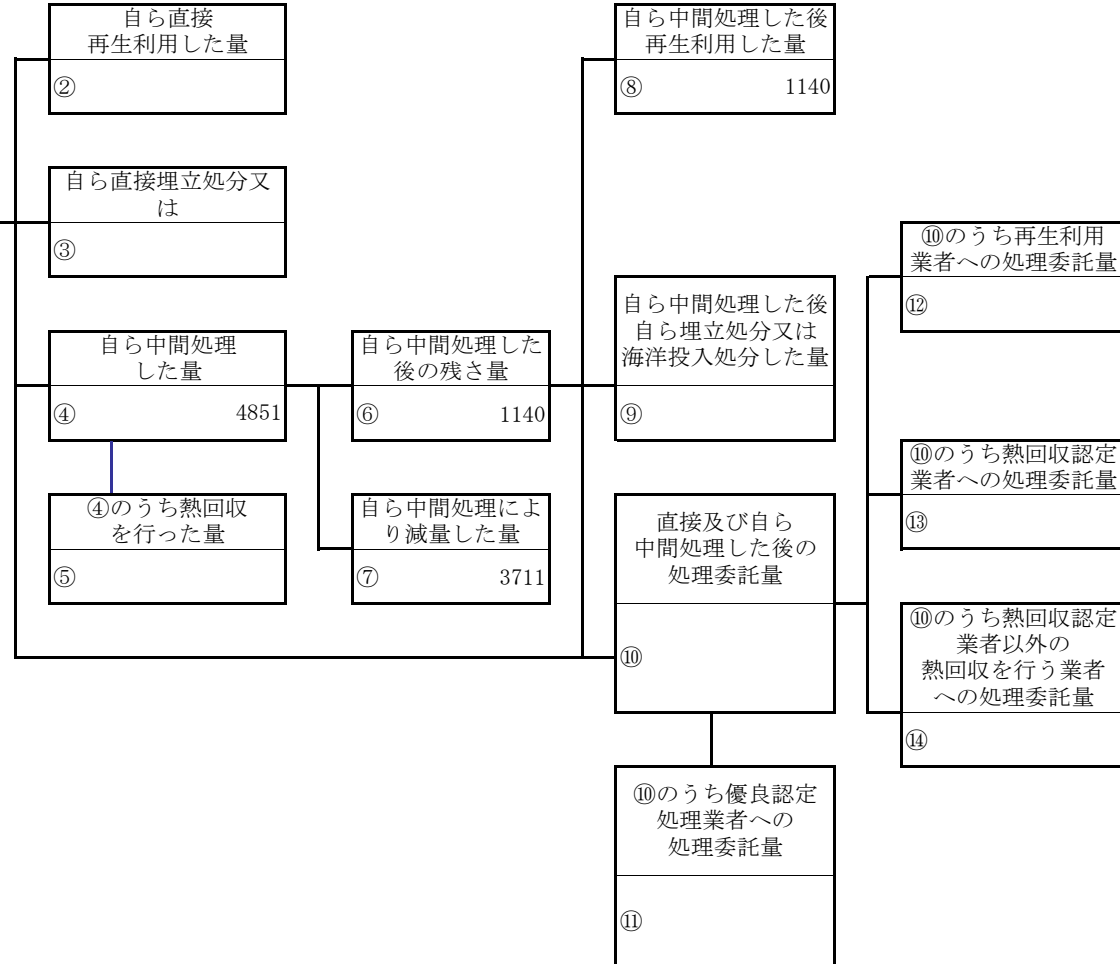 自ら直接
再生利用した量
②
自ら直接埋立処分又
は
③
自ら中間処理
した量
④ 4851
④のうち熱回収
を行った量
⑤
自ら中間処理した
後の残さ量
⑥ 1140
自ら中間処理によ
り減量した量
⑦ 3711
自ら中間処理した後
再生利用した量
⑧ 1140
自ら中間処理した後
自ら埋立処分又は
海洋投入処分した量
⑨
直接及び自ら
中間処理した後の
処理委託量
⑩
⑩のうち優良認定
処理業者への
処理委託量
⑪
⑩のうち再生利用
業者への処理委託量
⑫
⑩のうち熱回収認定
業者への処理委託量
⑬
⑩のうち熱回収認定
業者以外の
熱回収を行う業者
への処理委託量
⑭